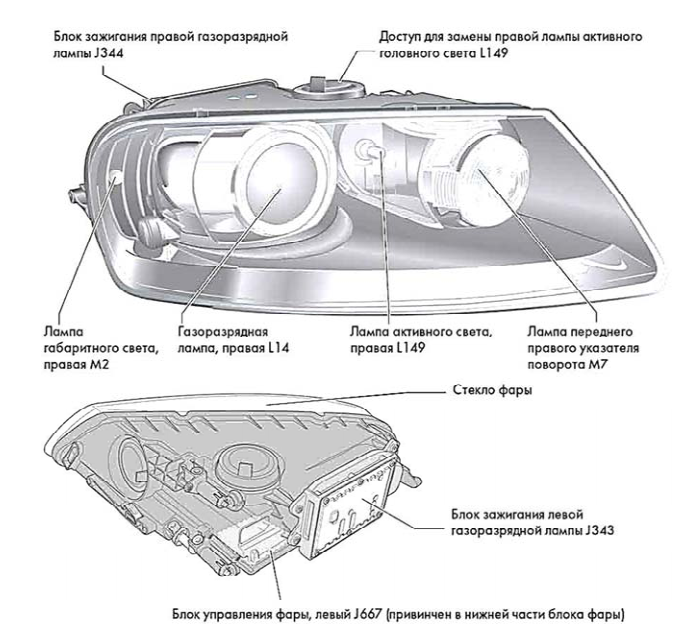 Блок зажигания правой газоразрядной
лампы J344
Доступ для замены правой лампы активного
головного света L149
Лампа
габаритного света,
правая M2
Газоразрядная
лампа, правая L14
Лампа активного света,
правая L149
Лампа переднего
правого указателя
поворота M7
Стекло фары
Блок зажигания левой
газоразрядной лампы J343
Блок управления фары, левый J667 (привинчен в нижней части блока фары)